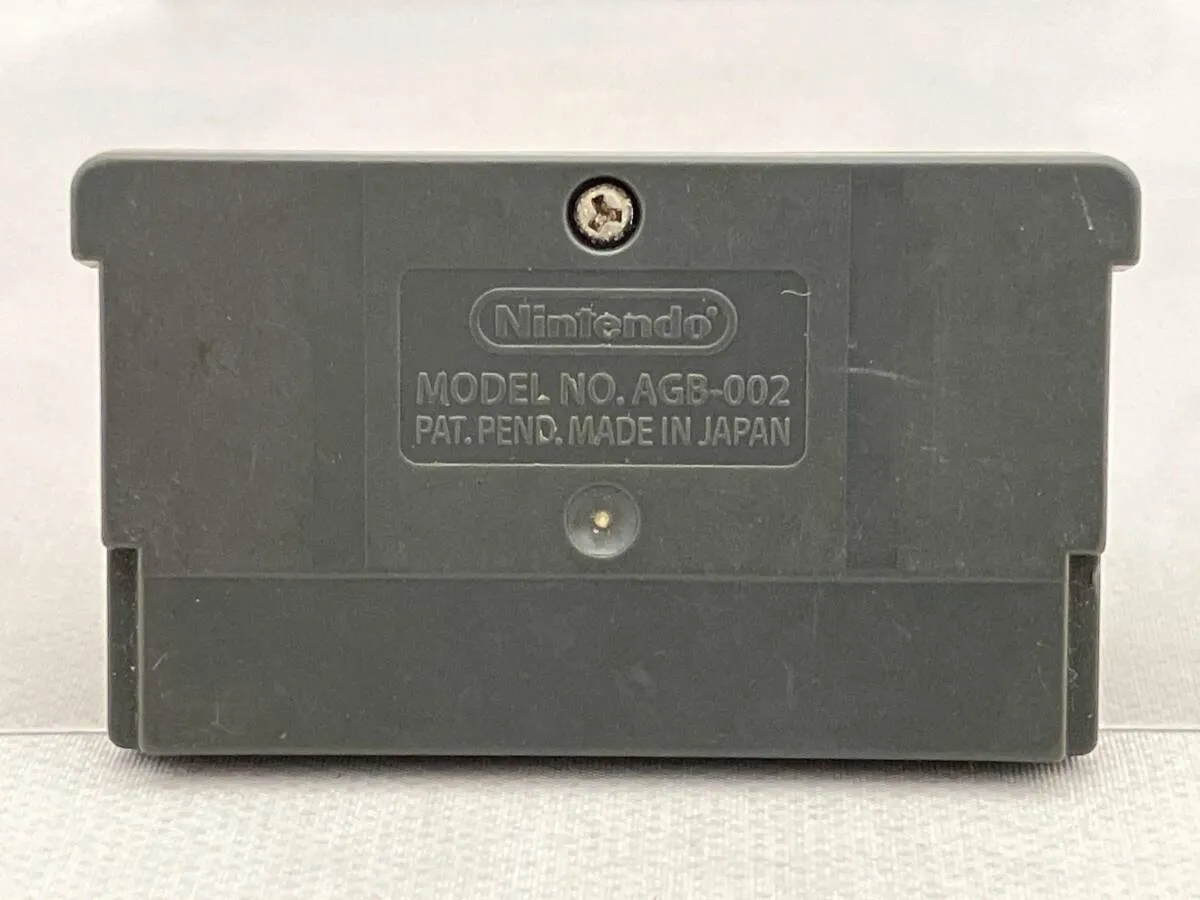 Nintendo®
MODEL NO. AGB-002
PAT. PEND. MADE IN JAPAN